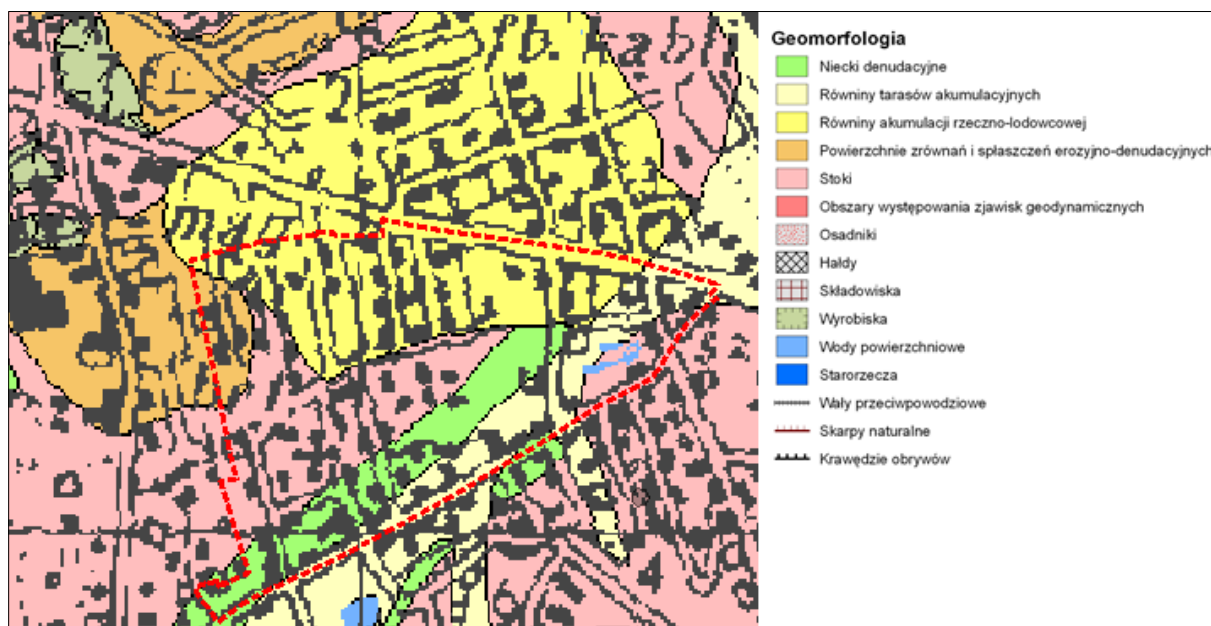 Geomorfologia
Niecki denudacyjne
Równiny tarasów akumulacyjnych
Równiny akumulacji rzeczno-lodowcowej
Powierzchnie zrównań i spłaszczeń erozyjno-denudacyjnych
Stoki
Obszary występowania zjawisk geodynamicznych
Osadniki
Hałdy
Składowiska
Wyrobiska
Wody powierzchniowe
Starorzecza
Wały przeciwpowodziowe
Skarpy naturalne
Krawędzie obrywów